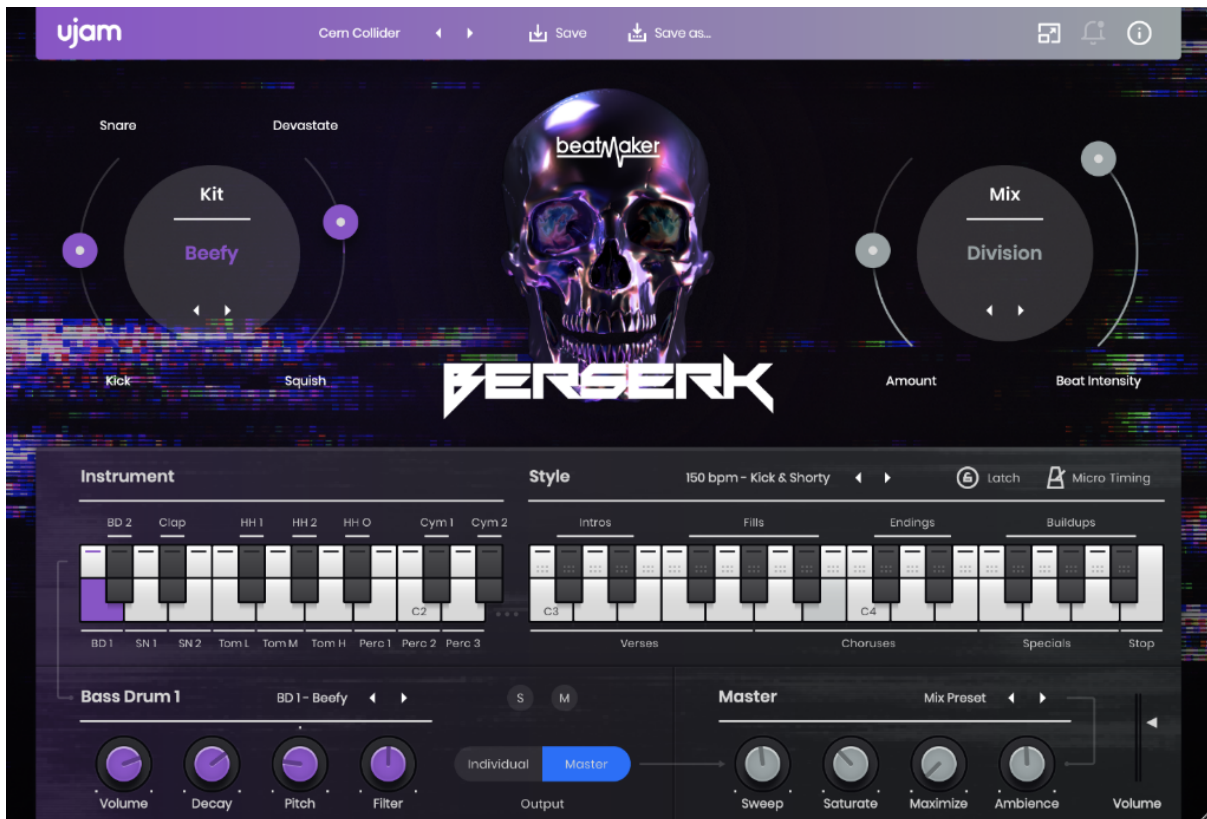 ujam
Cern Collider
Save
Save as...
Snare
Devastate
beatMaker
Kit
Beefy
Mix
Division
Kick
Squish
BERSERK
Amount
Beat Intensity
Instrument
Style
150 bpm - Kick & Shorty
Latch
Micro Timing
BD 2 Clap HH 1 HH 2 HH O Cym 1 Cym 2
Intros Fills Endings Buildups
C2
C3
C4
BD 1 SN 1 SN 2 Tom L Tom M Tom H Perc 1 Perc 2 Perc 3
Verses Choruses Specials Stop
Bass Drum 1
BD 1 - Beefy
S
M
Master
Mix Preset
Individual
Master
Volume Decay Pitch Filter
Output
Sweep Saturate Maximize Ambience
Volume